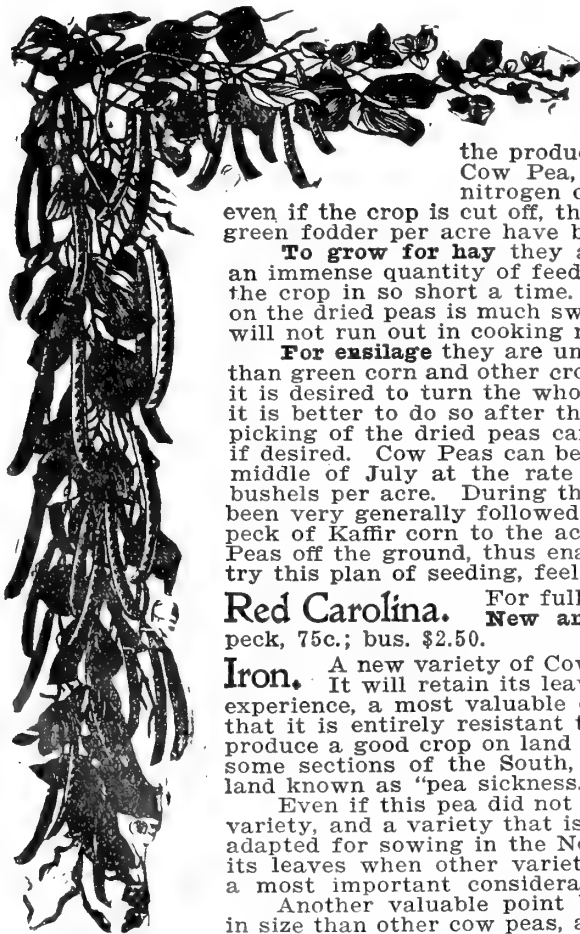 the produc
Cow Pea,
nitrogen o
even if the crop is cut off, th
green fodder per acre have b
To grow for hay they a
an immense quantity of feed
the crop in so short a time.
on the dried peas is much sw
will not run out in cooking n
For ensilage they are un
than green corn and other cro
it is desired to turn the who
it is better to do so after th
picking of the dried peas ca
if desired. Cow Peas can be
middle of July at the rate
bushels per acre. During th
been very generally followed
peck of Kaffir corn to the ac
Peas off the ground, thus ena
try this plan of seeding, feel
Red Carolina. For full
New an
peck, 75c.; bus. $2.50.
Iron. A new variety of Cow
It will retain its leav
experience, a most valuable
that it is entirely resistant t
produce a good crop on land
some sections of the South,
land known as "pea sickness.
Even if this pea did not
variety, and a variety that is
adapted for sowing in the No
its leaves when other variet
a most important considera
Another valuable point
in size than other cow peas, a